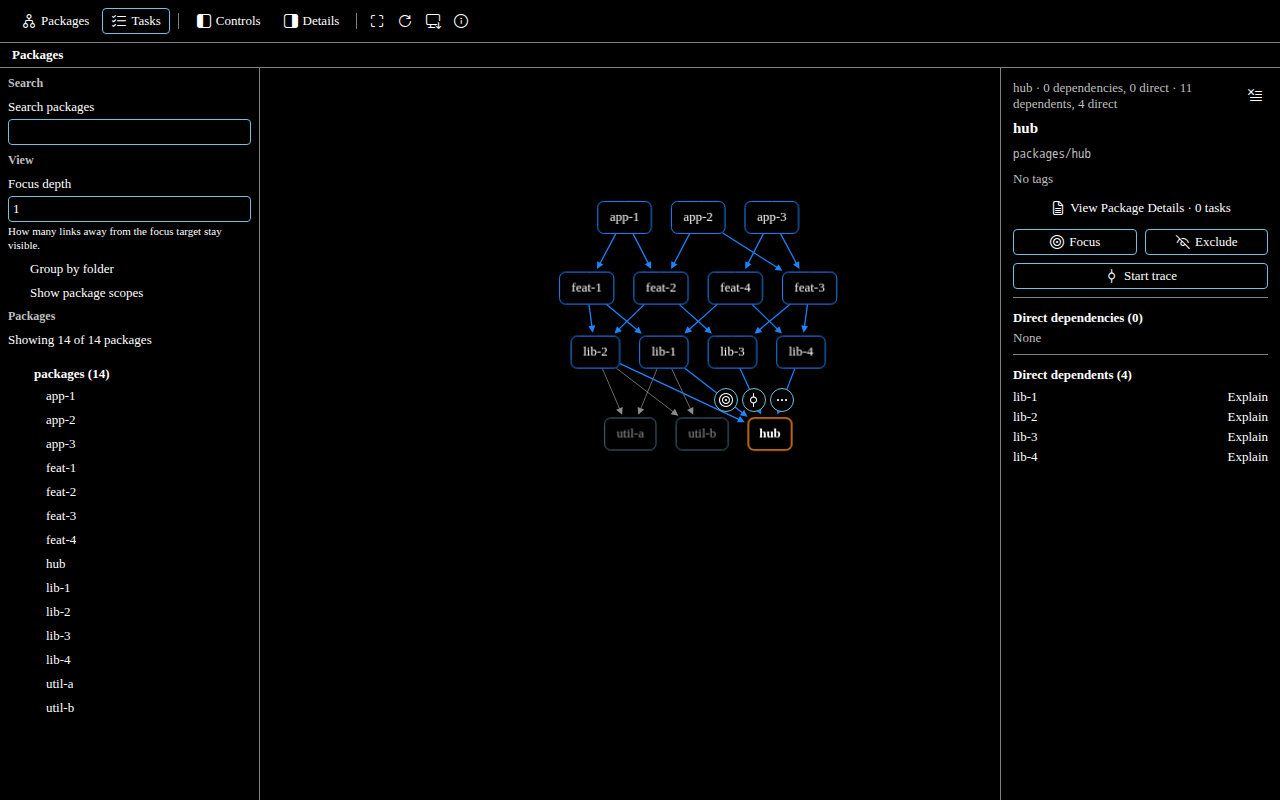 Packages
Tasks
Controls
Details
Packages
Search
Search packages
View
Focus depth
1
How many links away from the focus target stay
visible.
Group by folder
Show package scopes
Packages
Showing 14 of 14 packages
packages (14)
app-1
app-2
app-3
feat-1
feat-2
feat-3
feat-4
hub
lib-1
lib-2
lib-3
lib-4
util-a
util-b
app-1
app-2
app-3
feat-1
feat-2
feat-4
feat-3
lib-2
lib-1
lib-3
lib-4
util-a
util-b
hub
hub · 0 dependencies, 0 direct · 11
dependents, 4 direct
hub
packages/hub
No tags
View Package Details · 0 tasks
Focus
Exclude
Start trace
Direct dependencies (0)
None
Direct dependents (4)
lib-1 Explain
lib-2 Explain
lib-3 Explain
lib-4 Explain